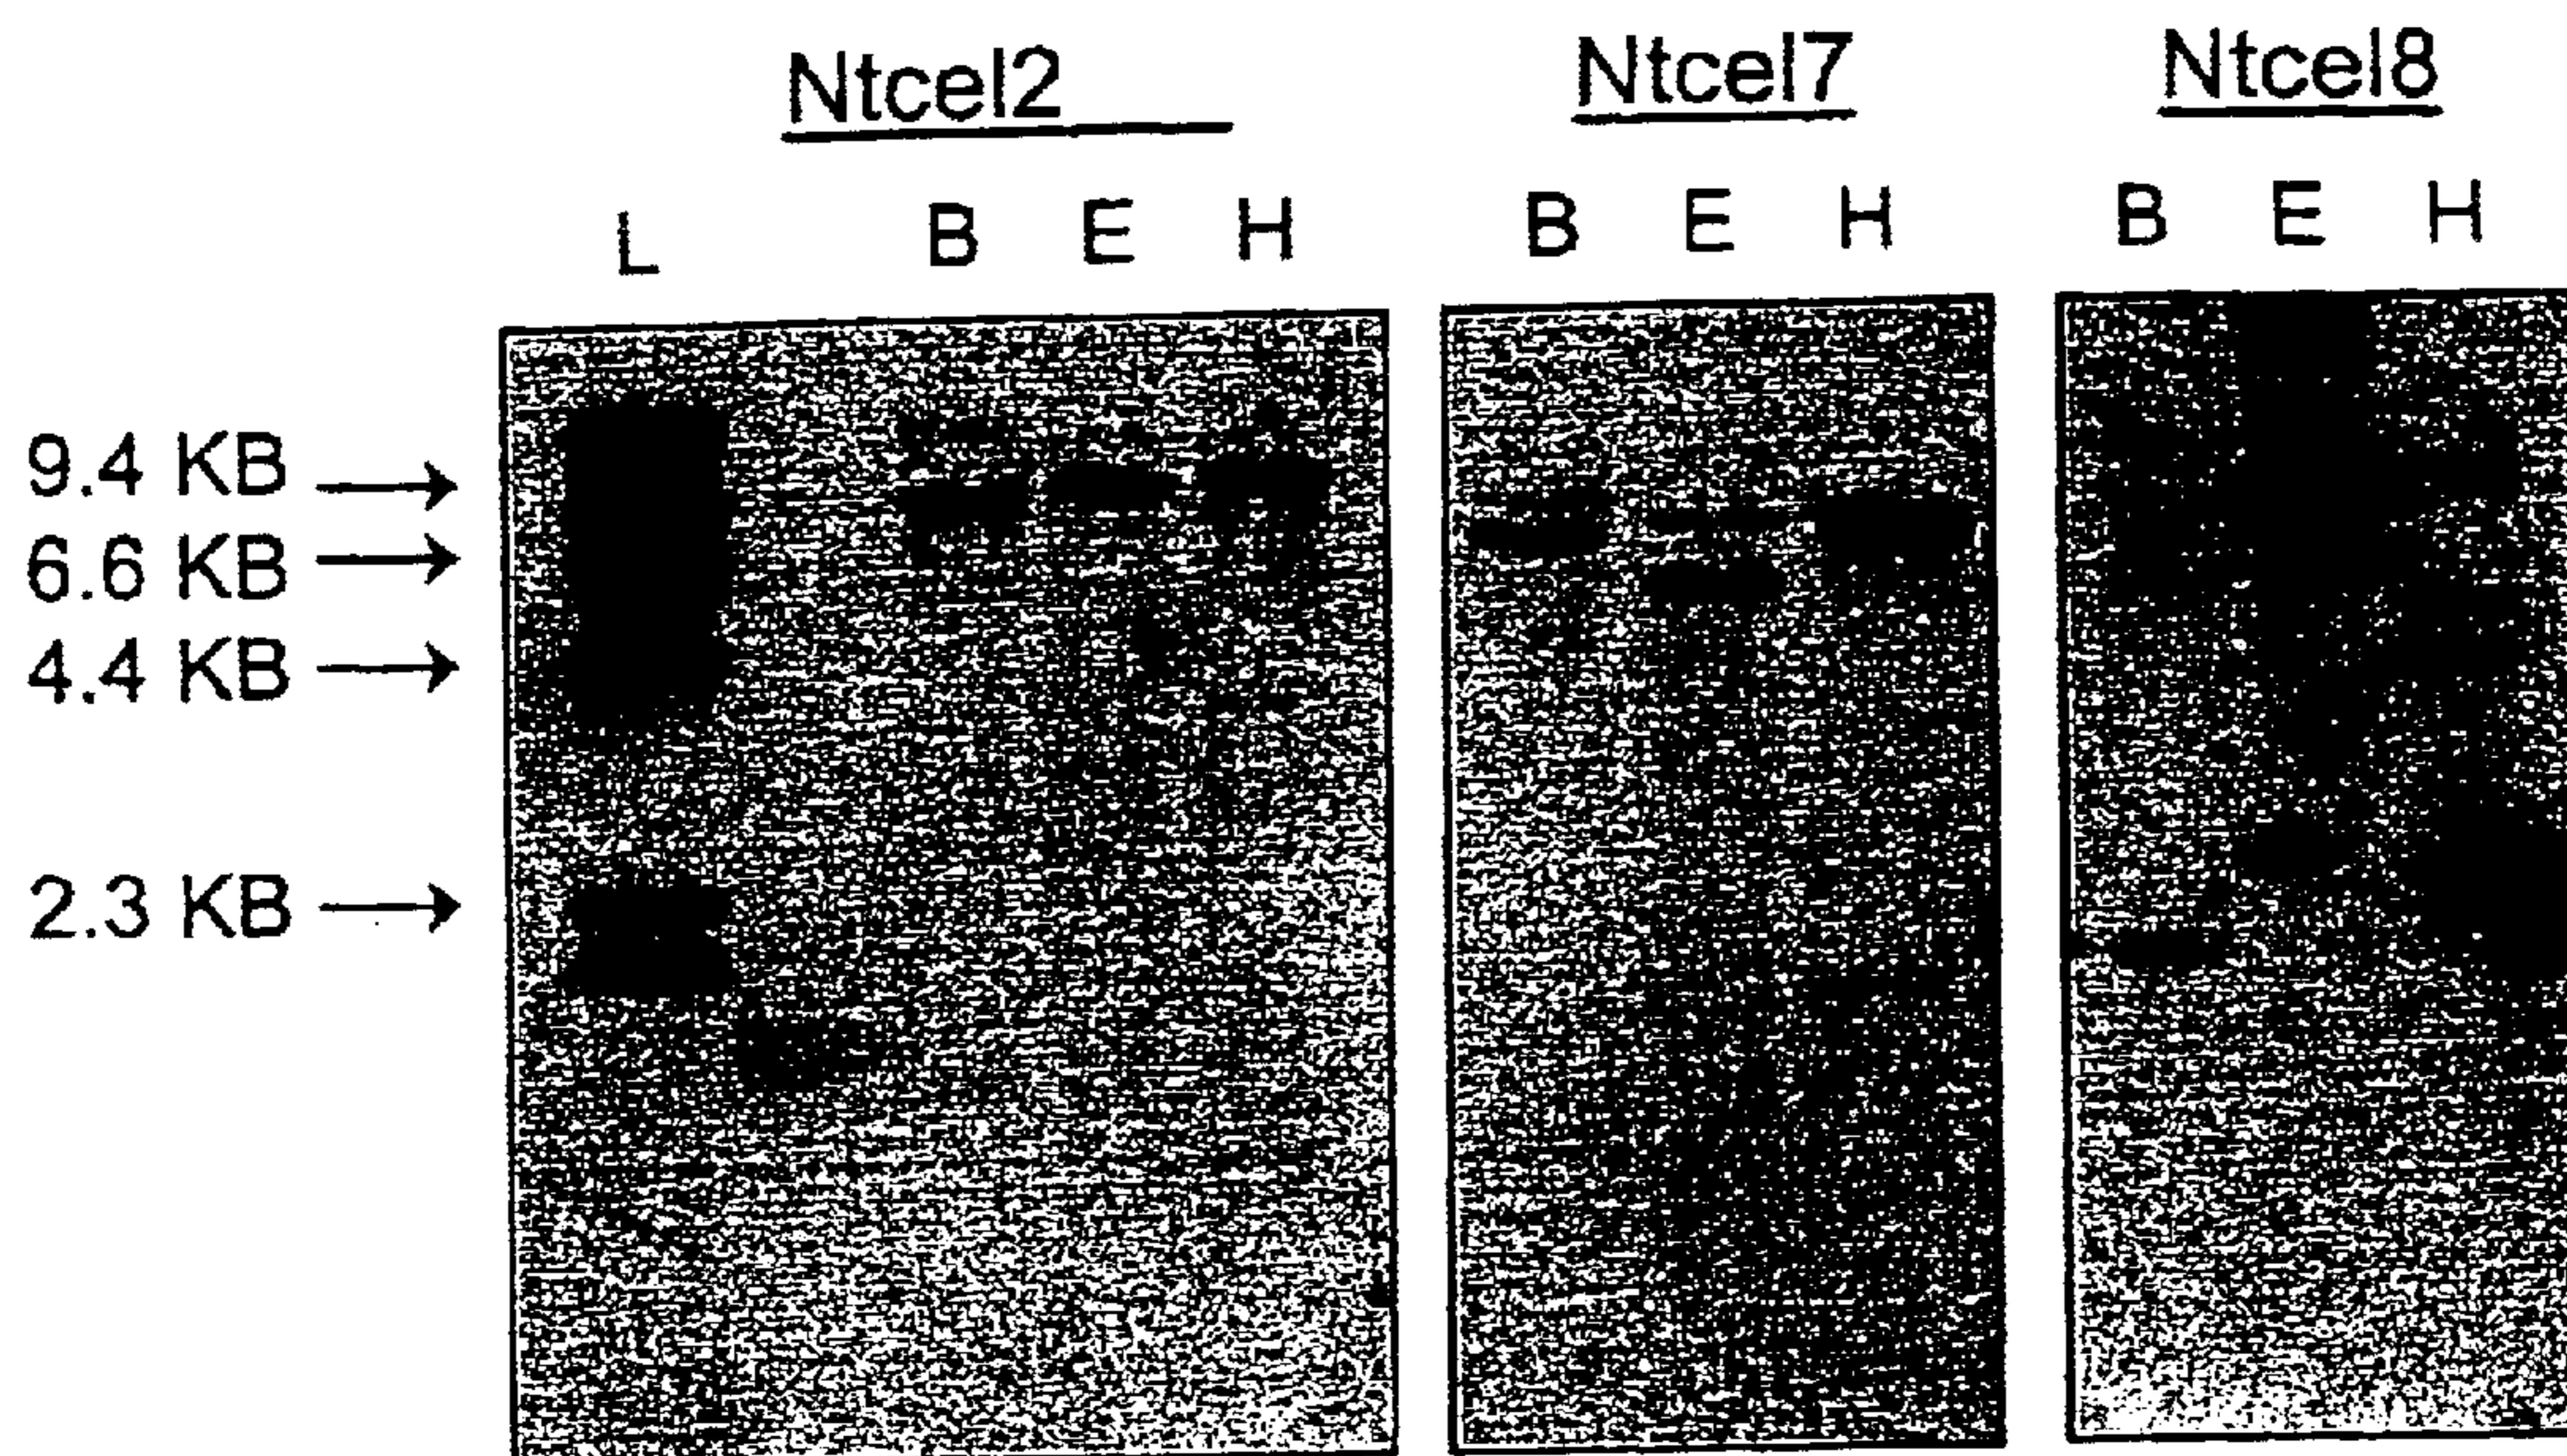 Ntcel2 Ntcel7 Ntcel8
L B E H B E H B E H
9.4 KB
6.6 KB
4.4 KB
2.3 KB